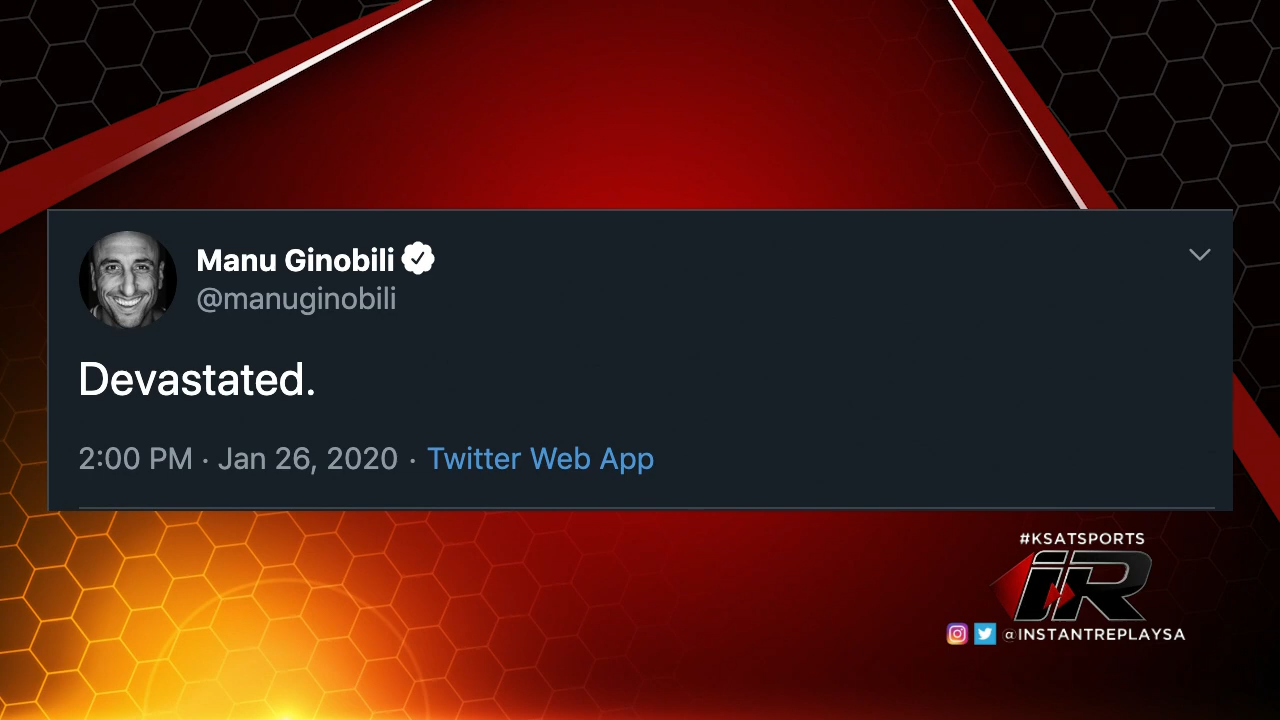 Manu Ginobili
@manuginobili
Devastated.
2:00 PM · Jan 26, 2020 · Twitter Web App
#KSATSPORTS
iR
@INSTANTREPLAYSA